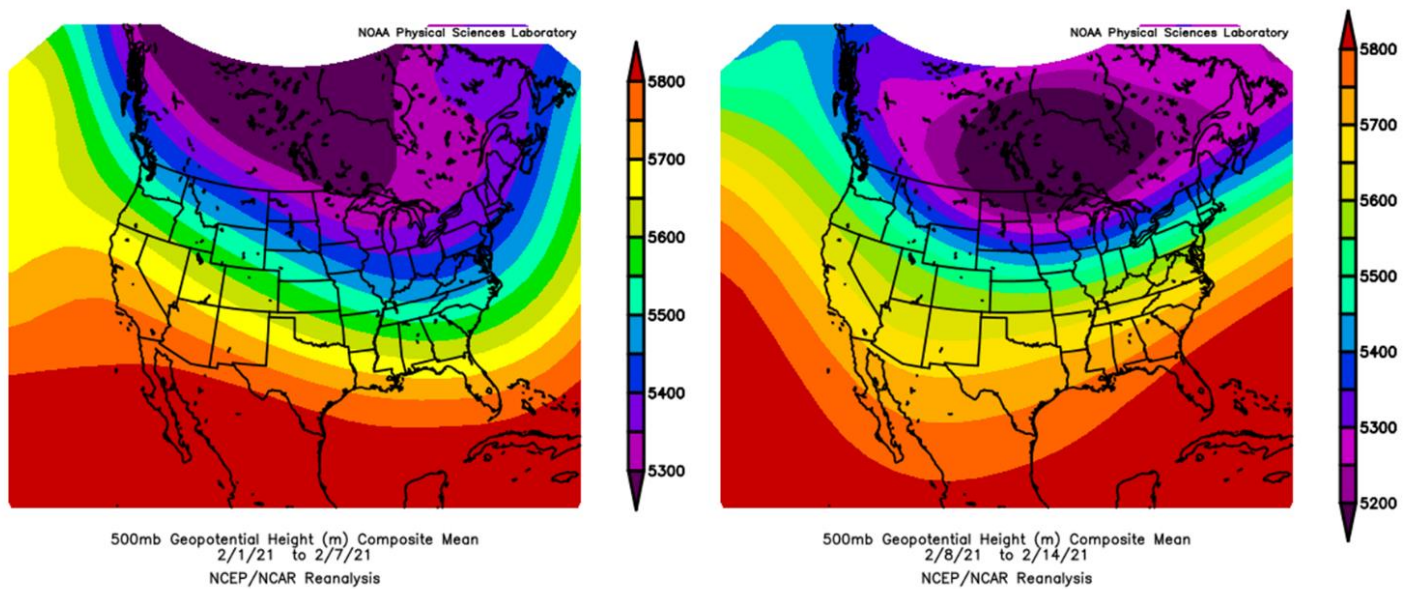 NOAA Physical Sciences Laboratory
5800
5700
5600
5500
5400
5300
500mb Geopotential Height (m) Composite Mean
2/1/21 to 2/7/21
NCEP/NCAR Reanalysis
NOAA Physical Sciences Laboratory
5800
5700
5600
5500
5400
5300
5200
500mb Geopotential Height (m) Composite Mean
2/8/21 to 2/14/21
NCEP/NCAR Reanalysis